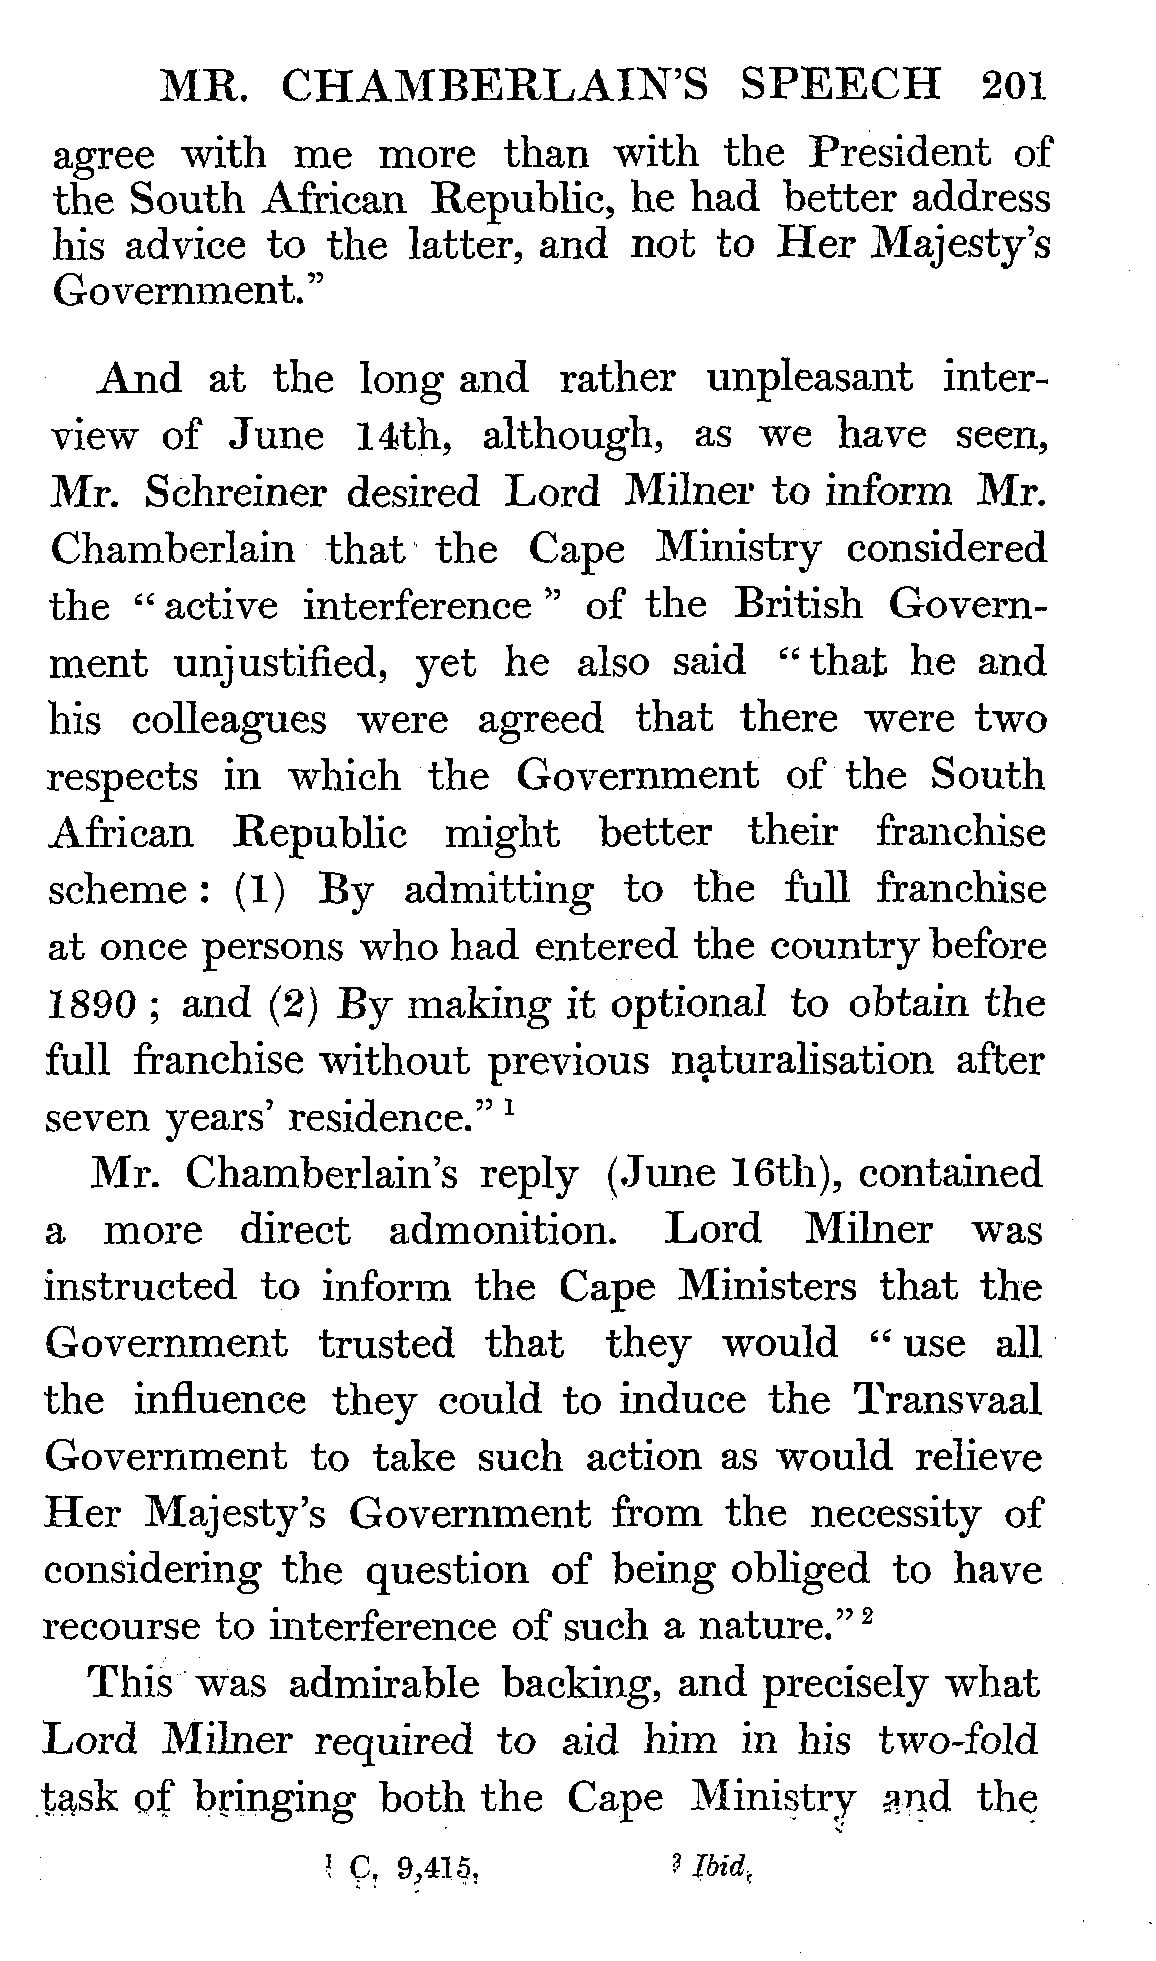 MR. CHAMBERLAIN'S SPEECH 201
agree with me more than with the President of
the South African Republic, he had better address
his advice to the latter, and not to Her Majesty's
Government."
And at the long and rather unpleasant inter-
view of June 14th, although, as we have seen,
Mr. Schreiner desired Lord Milner to inform Mr.
Chamberlain that the Cape Ministry considered
the "active interference" of the British Govern-
ment unjustified, yet he also said "that he and
his colleagues were agreed that there were two
respects in which the Government of the South
African Republic might better their franchise
scheme: (1) By admitting to the full franchise
at once persons who had entered the country before
1890; and (2) By making it optional to obtain the
full franchise without previous naturalisation after
seven years' residence." 1
Mr. Chamberlain's reply (June 16th), contained
a more direct admonition. Lord Milner was
instructed to inform the Cape Ministers that the
Government trusted that they would "use all
the influence they could to induce the Transvaal
Government to take such action as would relieve
Her Majesty's Government from the necessity of
considering the question of being obliged to have
recourse to interference of such a nature." 2
This was admirable backing, and precisely what
Lord Milner required to aid him in his two-fold
task of bringing both the Cape Ministry and the
1 C. 9,415. 2 Ibid.